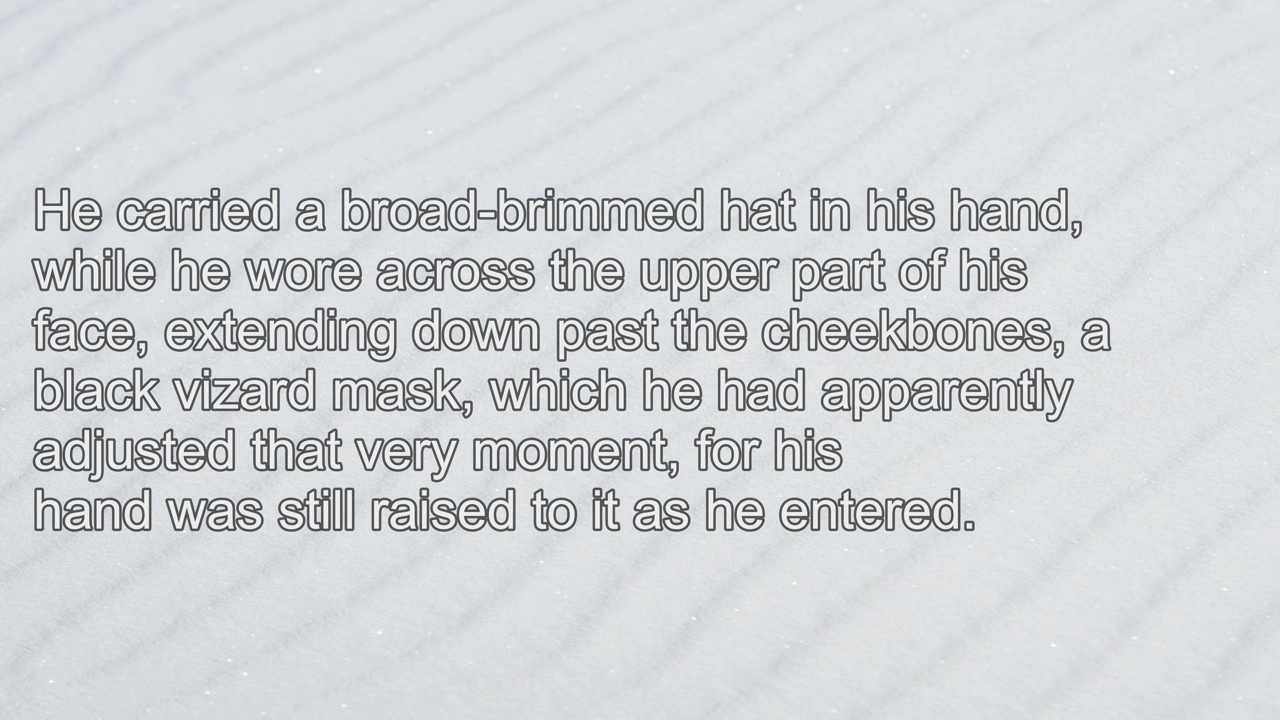 He carried a broad-brimmed hat in his hand,
while he wore across the upper part of his
face, extending down past the cheekbones, a
black vizard mask, which he had apparently
adjusted that very moment, for his
hand was still raised to it as he entered.